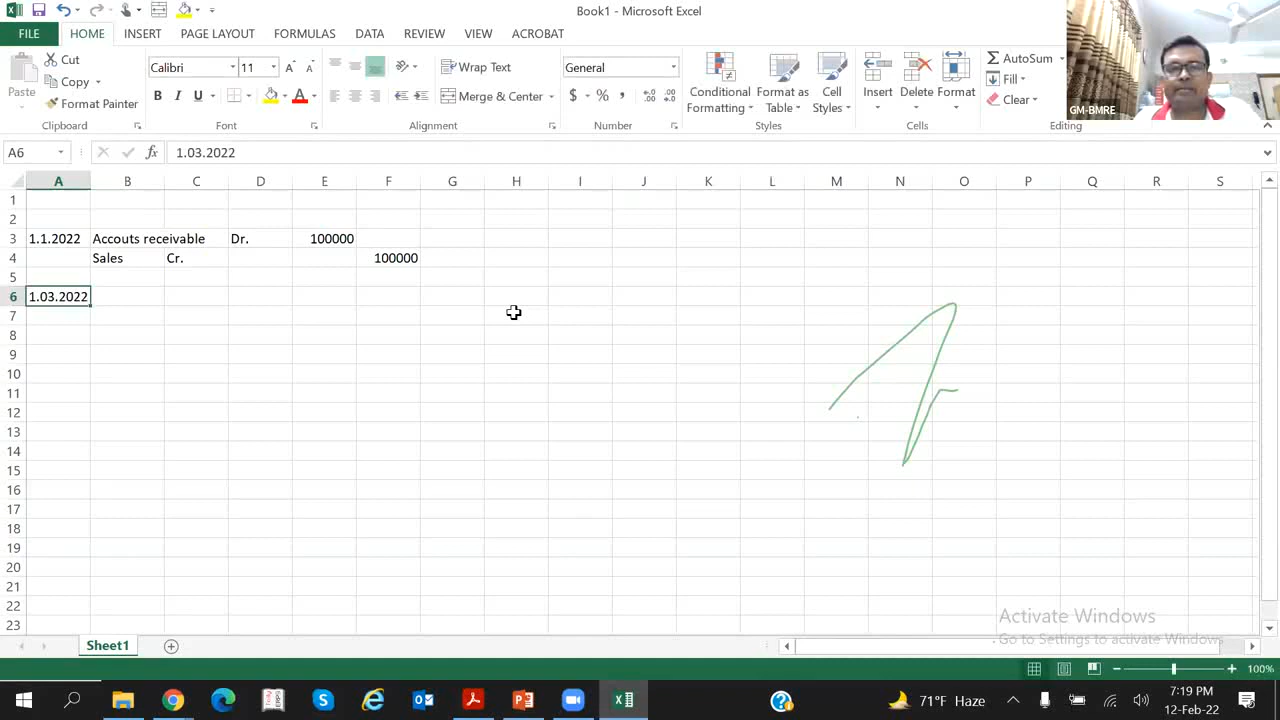 Book1 - Microsoft Excel
FILE HOME INSERT PAGE LAYOUT FORMULAS DATA REVIEW VIEW ACROBAT
Paste
Cut
Copy
Format Painter
Clipboard
Calibri 11
B I U
Font
Wrap Text
Merge & Center
Alignment
General
$ % ,
Number
Conditional Formatting
Format as Table
Cell Styles
Styles
Insert Delete Format
Cells
AutoSum
Fill
Clear
Editing
GM-BMRE
A6 fx 1.03.2022
A B C D E F G H I J K L M N O P Q R S
1
2
3 1.1.2022 Accouts receivable Dr. 100000
4 Sales Cr. 100000
5
6 1.03.2022
7
8
9
10
11
12
13
14
15
16
17
18
19
20
21
22
23
Activate Windows
Go to Settings to activate Windows.
Sheet1
100%
71°F Haze
7:19 PM
12-Feb-22